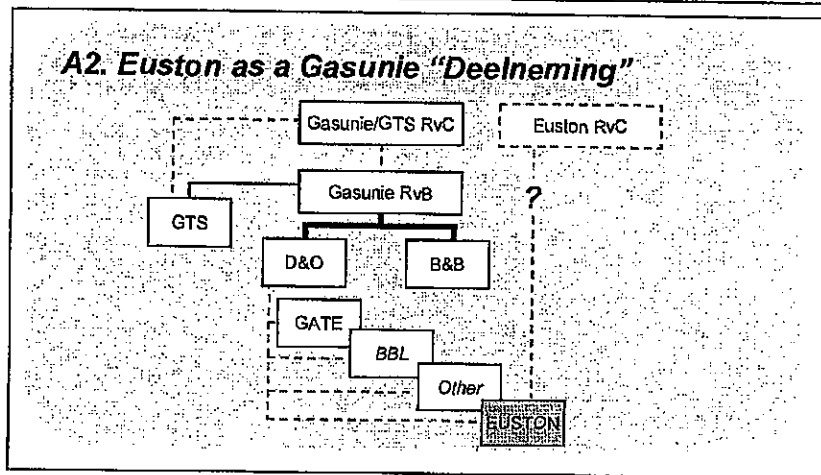 A2. Euston as a Gasunie "Deelneming"
Gasunie/GTS RvC
Euston RvC
Gasunie RvB
?
GTS
D&O
B&B
GATE
BBL
Other
EUSTON